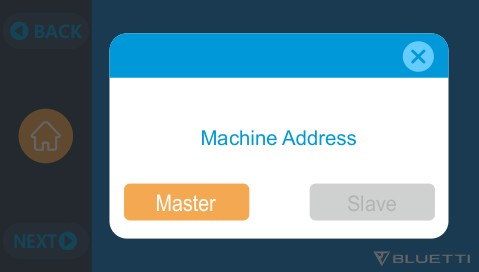 BACK
Machine Address
Master
Slave
NEXT
BLUETTI